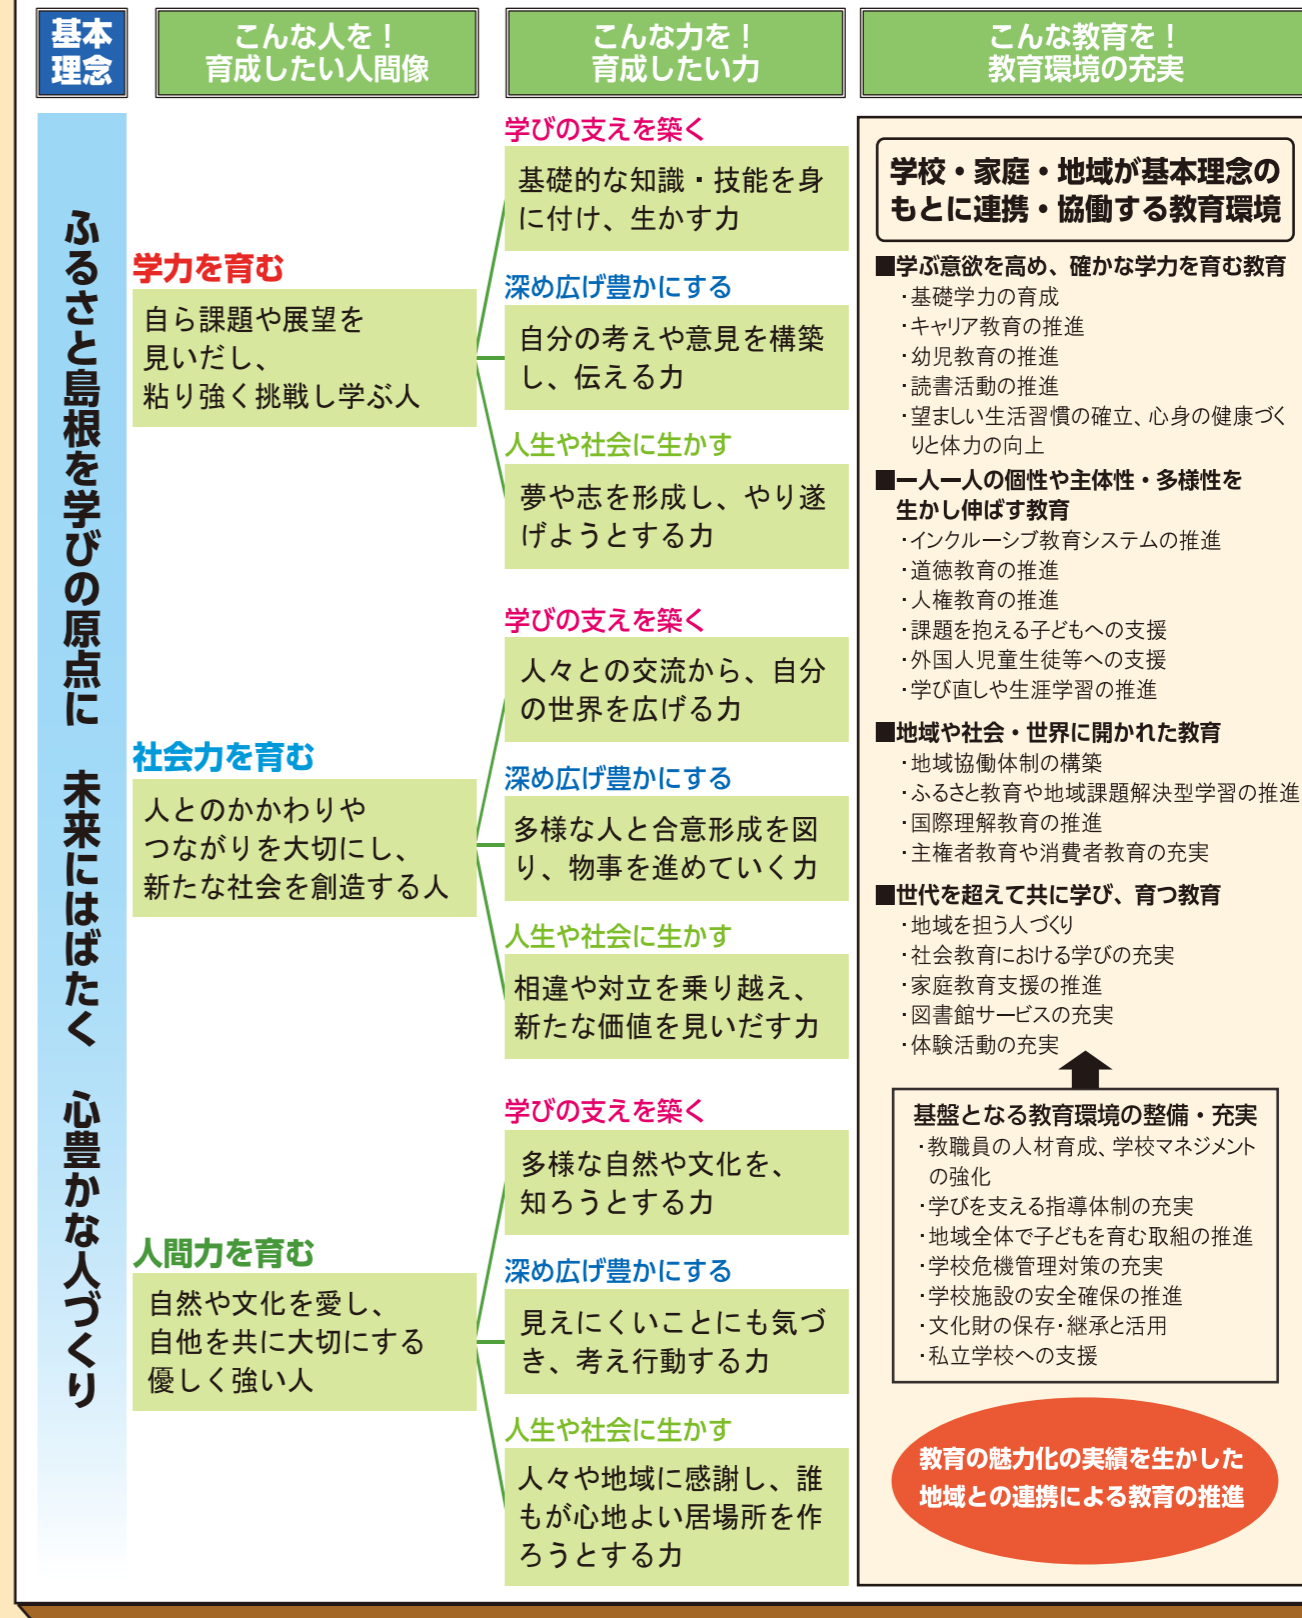 基本
理念
こんな人を！
育成したい人間像
こんな力を！
育成したい力
こんな教育を！
教育環境の充実
ふるさと島根を学びの原点に　未来にはばたく　心豊かな人づくり
学力を育む
自ら課題や展望を
見いだし、
粘り強く挑戦し学ぶ人
学びの支えを築く
基礎的な知識・技能を身
に付け、生かす力
深め広げ豊かにする
自分の考えや意見を構築
し、伝える力
人生や社会に生かす
夢や志を形成し、やり遂
げようとする力
社会力を育む
人とのかかわりや
つながりを大切にし、
新たな社会を創造する人
学びの支えを築く
人々との交流から、自分
の世界を広げる力
深め広げ豊かにする
多様な人と合意形成を図
り、物事を進めていく力
人生や社会に生かす
相違や対立を乗り越え、
新たな価値を見いだす力
人間力を育む
自然や文化を愛し、
自他を共に大切にする
優しく強い人
学びの支えを築く
多様な自然や文化を、
知ろうとする力
深め広げ豊かにする
見えにくいことにも気づ
き、考え行動する力
人生や社会に生かす
人々や地域に感謝し、誰
もが心地よい居場所を作
ろうとする力
学校・家庭・地域が基本理念の
もとに連携・協働する教育環境
■学ぶ意欲を高め、確かな学力を育む教育
・基礎学力の育成
・キャリア教育の推進
・幼児教育の推進
・読書活動の推進
・望ましい生活習慣の確立、心身の健康づく
りと体力の向上
■一人一人の個性や主体性・多様性を
生かし伸ばす教育
・インクルーシブ教育システムの推進
・道徳教育の推進
・人権教育の推進
・課題を抱える子どもへの支援
・外国人児童生徒等への支援
・学び直しや生涯学習の推進
■地域や社会・世界に開かれた教育
・地域協働体制の構築
・ふるさと教育や地域課題解決型学習の推進
・国際理解教育の推進
・主権者教育や消費者教育の充実
■世代を超えて共に学び、育つ教育
・地域を担う人づくり
・社会教育における学びの充実
・家庭教育支援の推進
・図書館サービスの充実
・体験活動の充実
基盤となる教育環境の整備・充実
・教職員の人材育成、学校マネジメント
の強化
・学びを支える指導体制の充実
・地域全体で子どもを育む取組の推進
・学校危機管理対策の充実
・学校施設の安全確保の推進
・文化財の保存・継承と活用
・私立学校への支援
教育の魅力化の実績を生かした
地域との連携による教育の推進